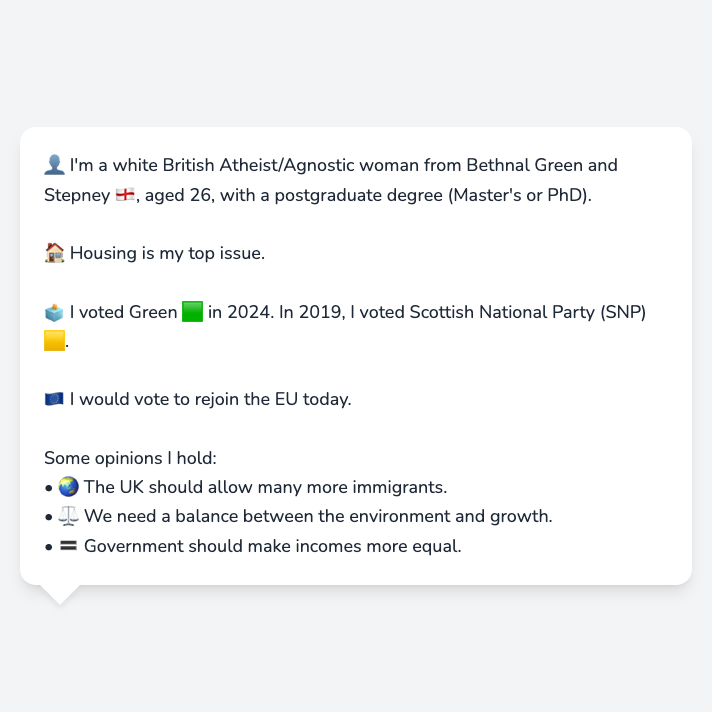 👤 I'm a white British Atheist/Agnostic woman from Bethnal Green and
Stepney 🏴󠁧󠁢󠁥󠁮󠁧󠁿, aged 26, with a postgraduate degree (Master's or PhD).
🏠 Housing is my top issue.
🗳️ I voted Green 🟩 in 2024. In 2019, I voted Scottish National Party (SNP)
🟨.
🇪🇺 I would vote to rejoin the EU today.
Some opinions I hold:
• 🌏 The UK should allow many more immigrants.
• ⚖️ We need a balance between the environment and growth.
• 🟰 Government should make incomes more equal.